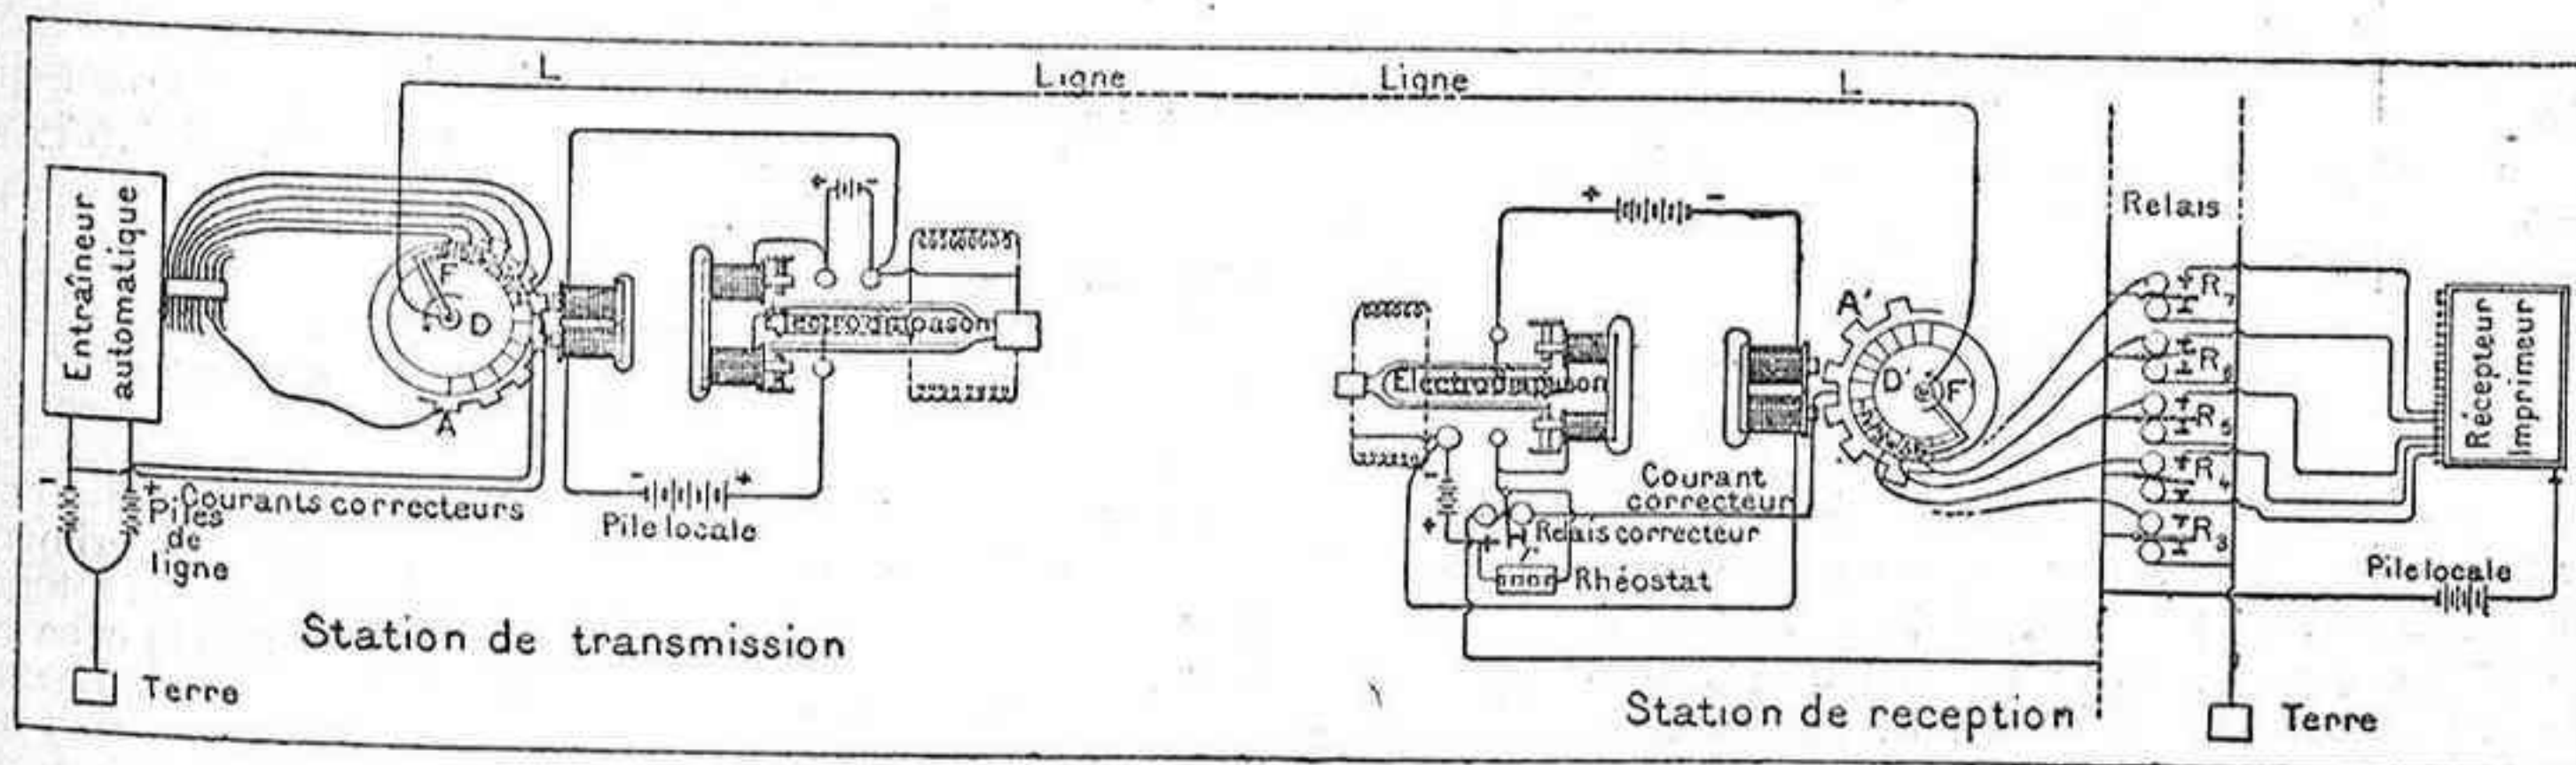 L
Ligne
Ligne
L
Entraîneur
automatique
F
D
A
+
-
Electrodiapason
-
+
Piles
de
ligne
Courants correcteurs
-
+
Pile locale
Station de transmission
Terre
+
-
Electrodiapason
A'
D'
F
Courant
correcteur
-
+
Relais correcteur
Rhéostat
Relais
R7
R6
R5
R4
R3
Récepteur
Imprimeur
Pile locale
Station de reception
Terre